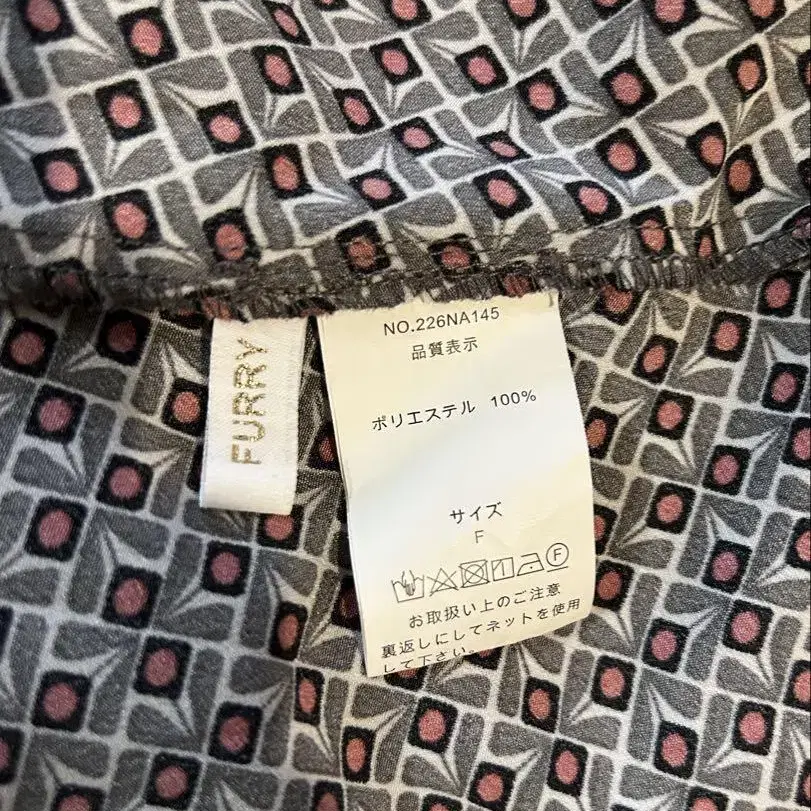 FURRY
NO.226NA145
品質表示
ポリエステル 100%
サイズ
F
F
お取扱い上のご注意
裏返しにしてネットを使用
して下さい。